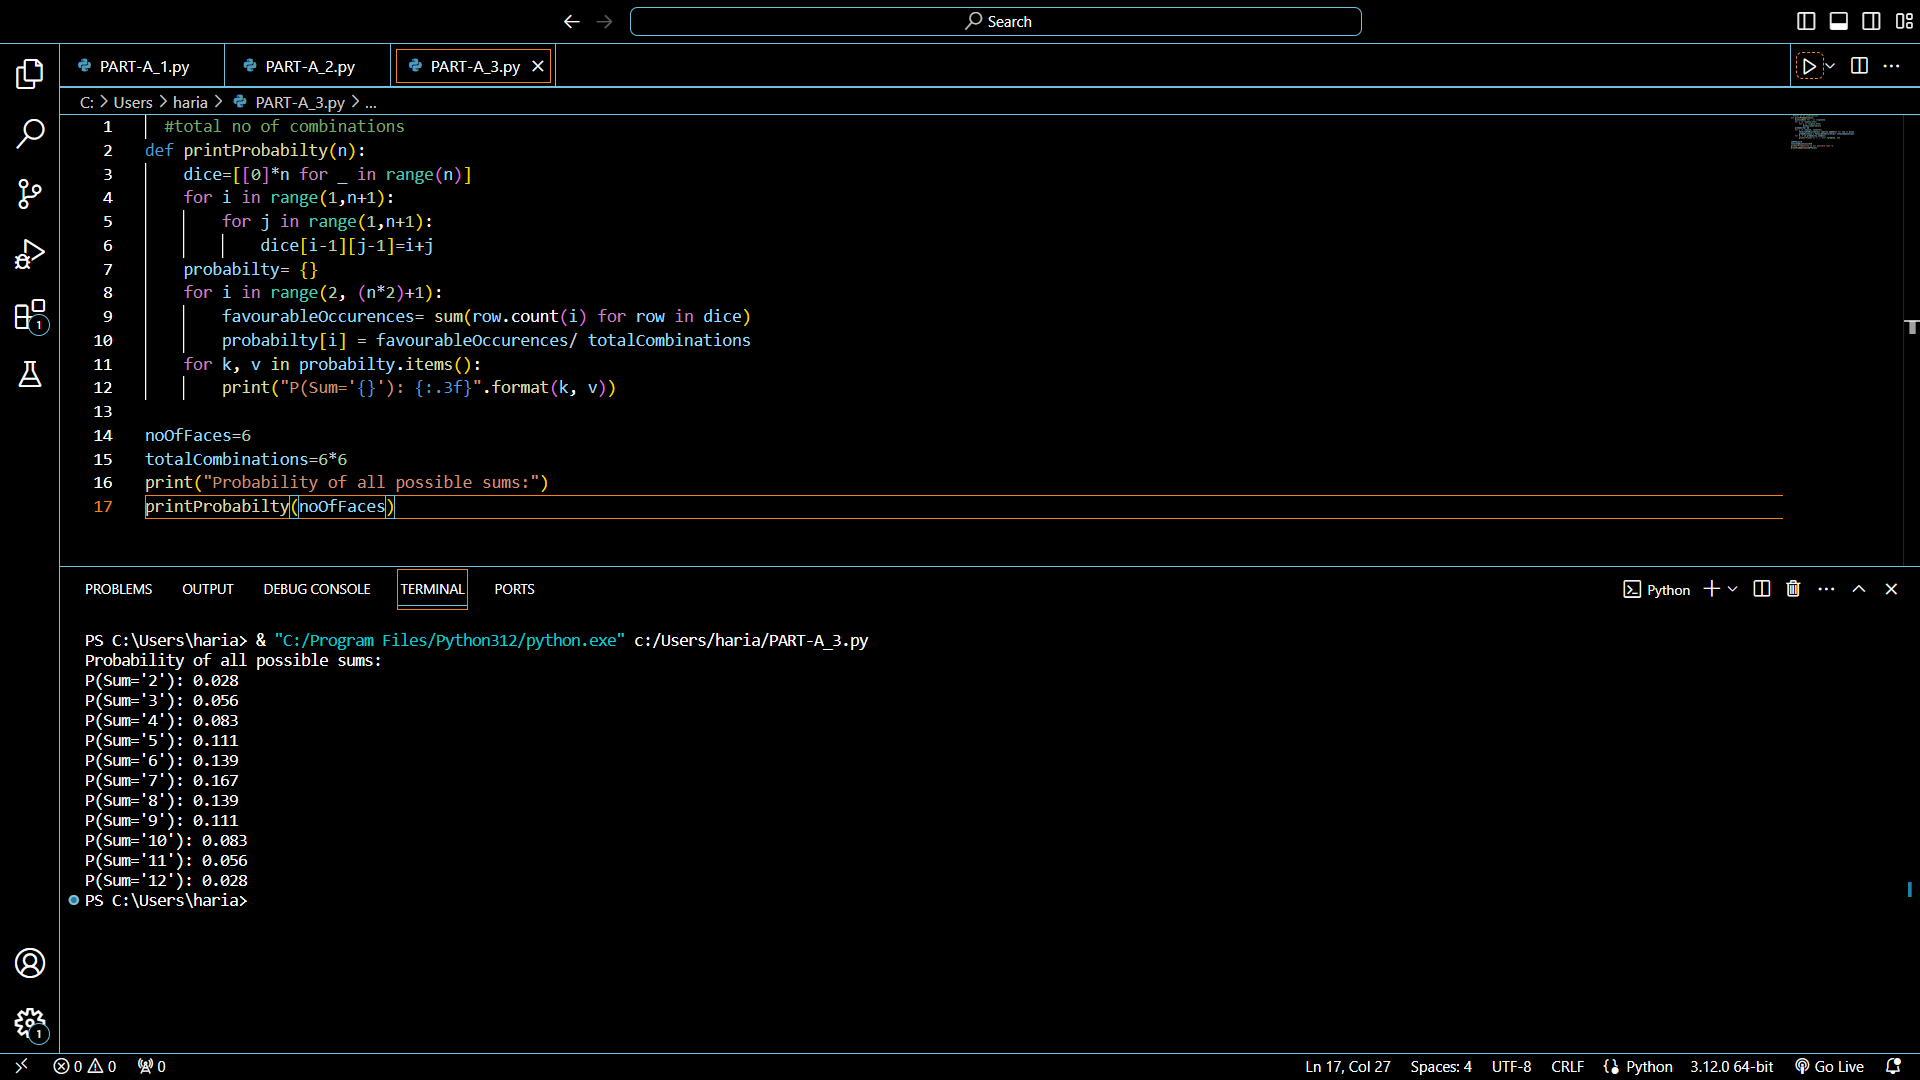 Search
PART-A_1.py
PART-A_2.py
PART-A_3.py
C: > Users > haria > PART-A_3.py > ...
1 #total no of combinations
2 def printProbabilty(n):
3 dice=[[0]*n for _ in range(n)]
4 for i in range(1,n+1):
5 for j in range(1,n+1):
6 dice[i-1][j-1]=i+j
7 probabilty= {}
8 for i in range(2, (n*2)+1):
9 favourableOccurences= sum(row.count(i) for row in dice)
10 probabilty[i] = favourableOccurences/ totalCombinations
11 for k, v in probabilty.items():
12 print("P(Sum='{}'): {:.3f}".format(k, v))
13
14 noOfFaces=6
15 totalCombinations=6*6
16 print("Probability of all possible sums:")
17 printProbabilty(noOfFaces)
PROBLEMS OUTPUT DEBUG CONSOLE TERMINAL PORTS
Python
PS C:\Users\haria> & "C:/Program Files/Python312/python.exe" c:/Users/haria/PART-A_3.py
Probability of all possible sums:
P(Sum='2'): 0.028
P(Sum='3'): 0.056
P(Sum='4'): 0.083
P(Sum='5'): 0.111
P(Sum='6'): 0.139
P(Sum='7'): 0.167
P(Sum='8'): 0.139
P(Sum='9'): 0.111
P(Sum='10'): 0.083
P(Sum='11'): 0.056
P(Sum='12'): 0.028
PS C:\Users\haria>
1
1
0 0 0
Ln 17, Col 27 Spaces: 4 UTF-8 CRLF Python 3.12.0 64-bit Go Live